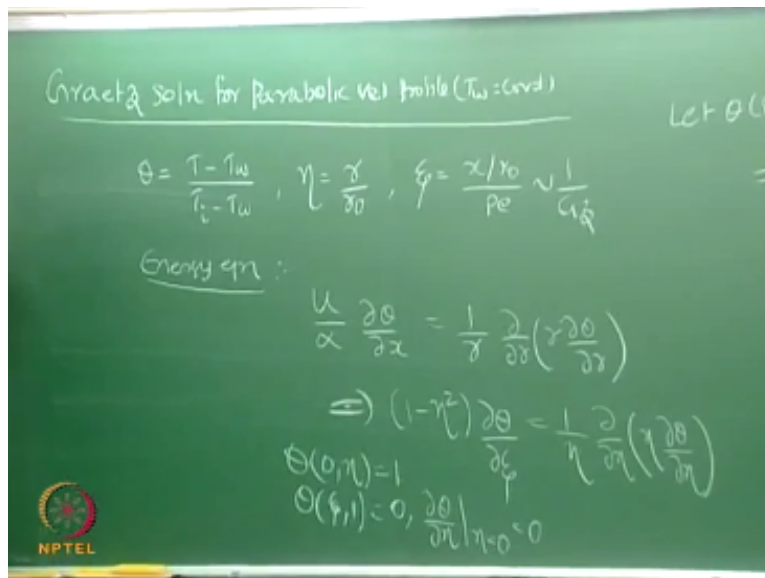 Graetz soln for Parabolic vel profile (Tw = const)
Let θ(
θ = (T - Tw)/(Ti - Tw), η = r/r0, ξ = (x/r0)/Pe ~ 1/Gz
=
Energy eqn :-
u/α ∂θ/∂x = 1/r ∂/∂r (r ∂θ/∂r)
=> (1-η²) ∂θ/∂ξ = 1/η ∂/∂η (η ∂θ/∂η)
θ(0,η) = 1
θ(ξ,1) = 0, ∂θ/∂η|η=0 = 0
NPTEL